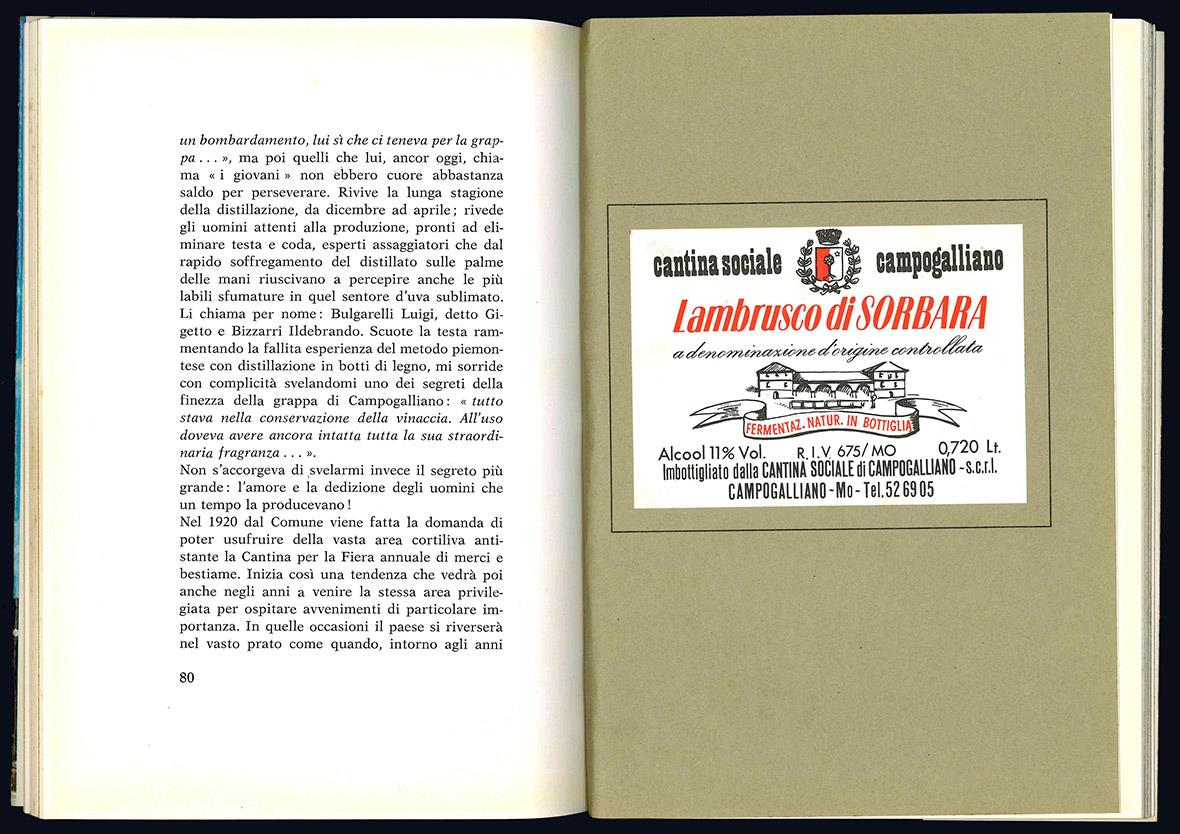 un bombardamento, lui sì che ci teneva per la grap-
pa . . . », ma poi quelli che lui, ancor oggi, chia-
ma « i giovani » non ebbero cuore abbastanza
saldo per perseverare. Rivive la lunga stagione
della distillazione, da dicembre ad aprile ; rivede
gli uomini attenti alla produzione, pronti ad eli-
minare testa e coda, esperti assaggiatori che dal
rapido soffregamento del distillato sulle palme
delle mani riuscivano a percepire anche le più
labili sfumature in quel sentore d'uva sublimato.
Li chiama per nome : Bulgarelli Luigi, detto Gi-
getto e Bizzarri Ildebrando. Scuote la testa ram-
mentando la fallita esperienza del metodo piemon-
tese con distillazione in botti di legno, mi sorride
con complicità svelandomi uno dei segreti della
finezza della grappa di Campogalliano : « tutto
stava nella conservazione della vinaccia. All'uso
doveva avere ancora intatta tutta la sua straordi-
naria fragranza . . . ».
Non s'accorgeva di svelarmi invece il segreto più
grande : l'amore e la dedizione degli uomini che
un tempo la producevano !
Nel 1920 dal Comune viene fatta la domanda di
poter usufruire della vasta area cortiliva anti-
stante la Cantina per la Fiera annuale di merci e
bestiame. Inizia così una tendenza che vedrà poi
anche negli anni a venire la stessa area privile-
giata per ospitare avvenimenti di particolare im-
portanza. In quelle occasioni il paese si riverserà
nel vasto prato come quando, intorno agli anni
80
cantina sociale campogalliano
Lambrusco di SORBARA
a denominazione d'origine controllata
FERMENTAZ. NATUR. IN BOTTIGLIA
Alcool 11% Vol. R.I.V. 675/ MO 0,720 Lt.
Imbottigliato dalla CANTINA SOCIALE di CAMPOGALLIANO - s.c.r.l.
CAMPOGALLIANO - Mo - Tel. 52 69 05